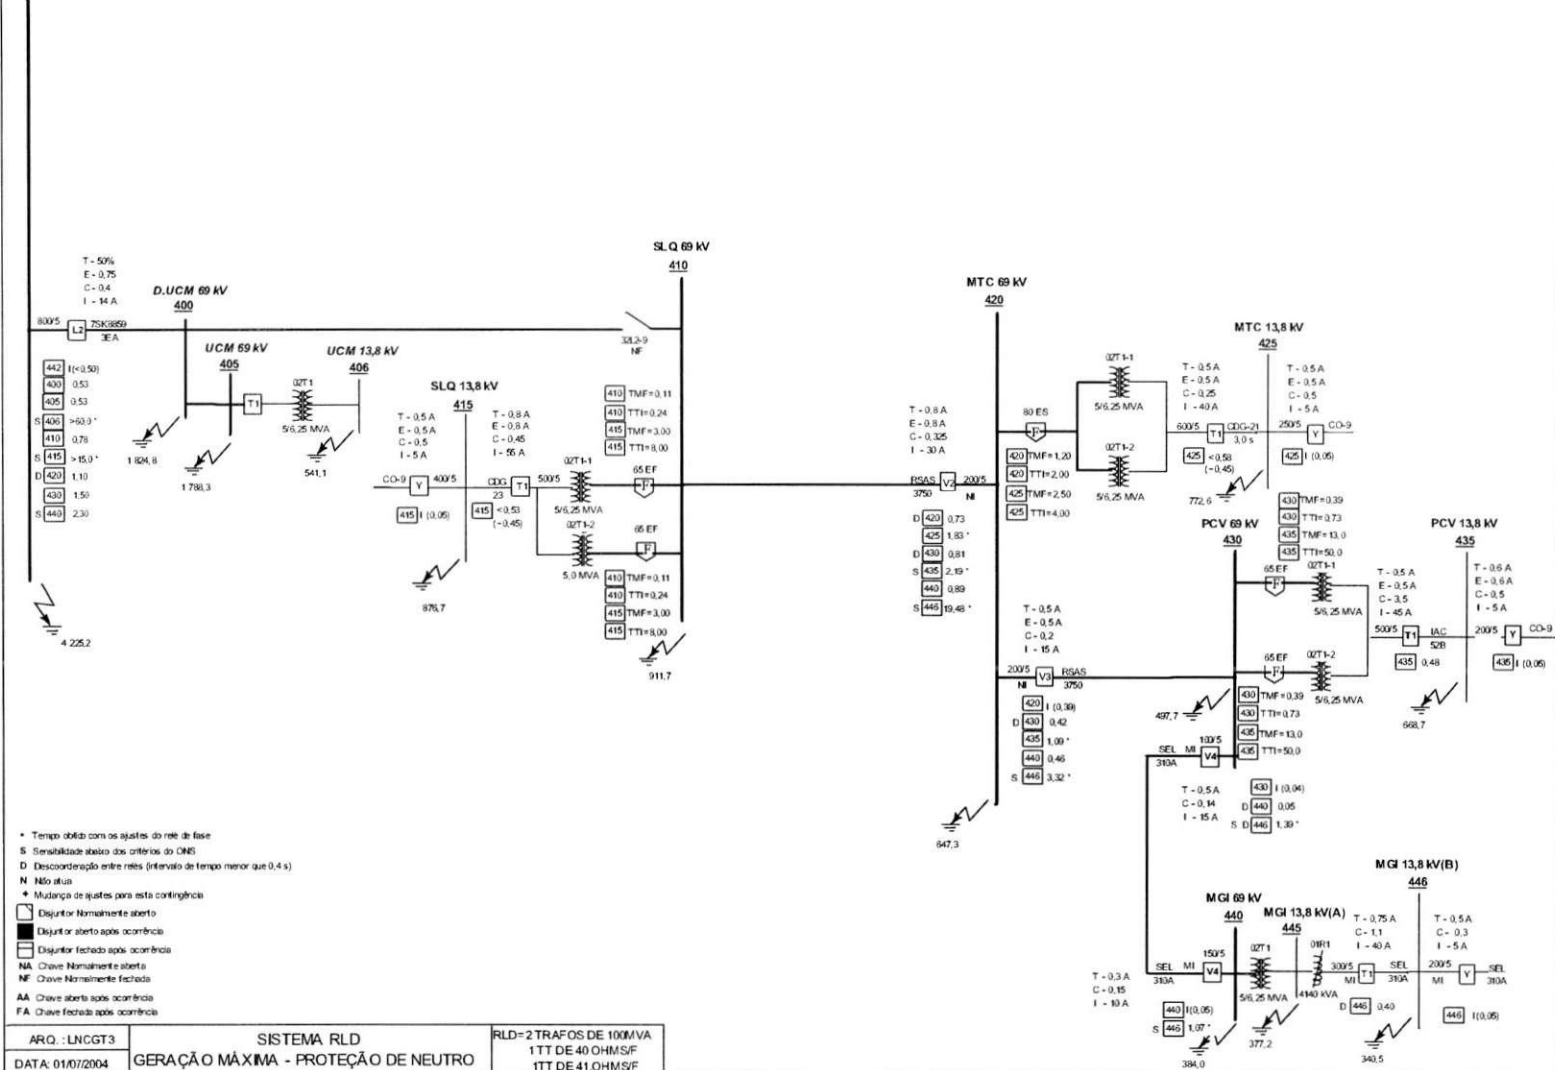 T - 50%
E - 0,75
C - 0,4
I - 14 A
800/5
L2
7SK8859
3EA
D.UCM 69 kV
400
442 I(<0,50)
400 0,53
405 0,53
S 406 >60,0 *
410 0,78
S 415 >15,0 *
D 420 1,10
430 1,50
S 440 2,30
4 225,2
UCM 69 kV
405
T1
02T1
5/6,25 MVA
UCM 13,8 kV
406
1 824,8
1 788,3
541,1
SLQ 13,8 kV
415
T - 0,5 A
E - 0,5A
C - 0,5
I - 5 A
T - 0,8 A
E - 0,8 A
C - 0,45
I - 56 A
CO-9
Y
400/5
CDG
23
T1
500/5
415 I (0,05)
415 <0,53
(-0,45)
876,7
02T1-1
5/6,25 MVA
02T1-2
5,0 MVA
65 EF
F
65 EF
F
410 TMF=0,11
410 TTI=0,24
415 TMF=3,00
415 TTI=8,00
410 TMF=0,11
410 TTI=0,24
415 TMF=3,00
415 TTI=8,00
32L2-9
NF
SLQ 69 kV
410
911,7
T - 0,8 A
E - 0,8 A
C - 0,325
I - 30 A
RSAS
3750
V2
200/5
NI
D 420 0,73
425 1,83 *
D 430 0,81
S 435 2,19 *
440 0,89
S 446 19,48 *
MTC 69 kV
420
80 ES
F
420 TMF=1,20
420 TTI=2,00
425 TMF=2,50
425 TTI=4,00
02T1-1
5/6,25 MVA
02T1-2
5/6,25 MVA
T - 0,5 A
E - 0,5A
C - 0,25
I - 40 A
600/5
T1
CDG-21
3,0 s
425 <0,58
(-0,45)
MTC 13,8 kV
425
T - 0,5 A
E - 0,5 A
C - 0,5
I - 5 A
250/5
Y
CO-9
425 I (0,05)
772,6
T - 0,5 A
E - 0,5 A
C - 0,2
I - 15 A
200/5
NI
V3
RSAS
3750
420 I (0,39)
D 430 0,42
435 1,09 *
440 0,46
S 446 3,32 *
647,3
PCV 69 kV
430
430 TMF=0,39
430 TTI=0,73
435 TMF=13,0
435 TTI=50,0
65 EF
F
02T1-1
5/6,25 MVA
65 EF
F
02T1-2
5/6,25 MVA
430 TMF=0,39
430 TTI=0,73
435 TMF=13,0
435 TTI=50,0
497,7
T - 0,5 A
E - 0,5 A
C - 3,5
I - 45 A
500/5
T1
IAC
52B
435 0,48
PCV 13,8 kV
435
T - 0,6 A
E - 0,6 A
C - 0,5
I - 5 A
200/5
Y
CO-9
435 I (0,05)
668,7
SEL
310A
MI
100/5
V4
T - 0,5A
C - 0,14
I - 15 A
430 I (0,04)
D 440 0,05
S D 446 1,39 *
MGI 69 kV
440
T - 0,3 A
C - 0,15
I - 10 A
SEL
310A
MI
150/5
V4
440 I(0,05)
S 446 1,07 *
384,0
02T1
5/6,25 MVA
MGI 13,8 kV(A)
445
377,2
01R1
4140 kVA
T - 0,75 A
C - 1,1
I - 40 A
300/5
MI
T1
SEL
310A
D 446 0,40
MGI 13,8 kV(B)
446
T - 0,5 A
C - 0,3
I - 5 A
200/5
MI
Y
SEL
310A
446 I(0,05)
340,5
* Tempo obtido com os ajustes do relé de fase
S Sensibilidade abaixo dos critérios do ONS
D Descoordenação entre relés (intervalo de tempo menor que 0,4 s)
N Não atua
+ Mudança de ajustes para esta contingência
Disjuntor Normalmente aberto
Disjuntor aberto após ocorrência
Disjuntor fechado após ocorrência
NA Chave Normalmente aberta
NF Chave Normalmente fechada
AA Chave aberta após ocorrência
FA Chave fechada após ocorrência
ARQ. : LNCGT3
DATA: 01/07/2004
SISTEMA RLD
GERAÇÃO MÁXIMA - PROTEÇÃO DE NEUTRO
RLD=2 TRAFOS DE 100MVA
1 TT DE 40 OHMS/F
1TT DE 41 OHMS/F